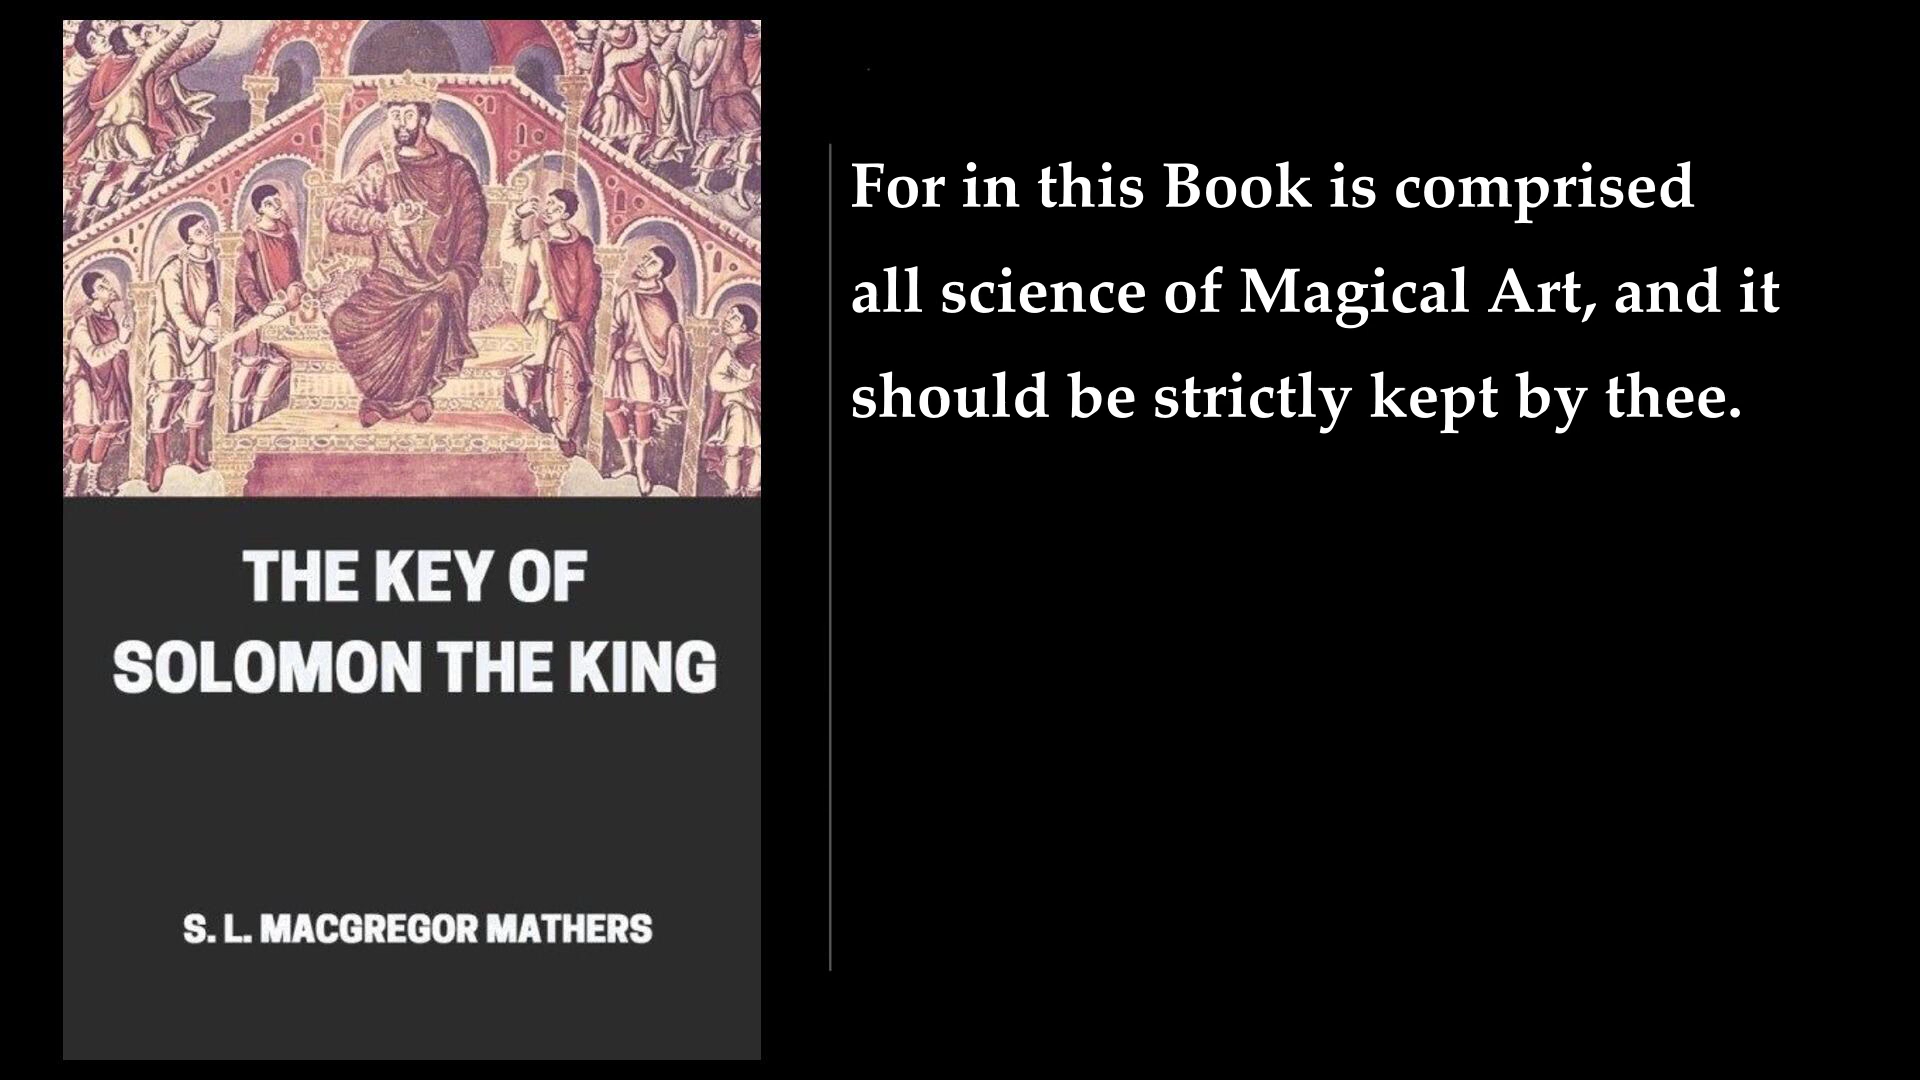 THE KEY OF
SOLOMON THE KING
S. L. MACGREGOR MATHERS
For in this Book is comprised
all science of Magical Art, and it
should be strictly kept by thee.